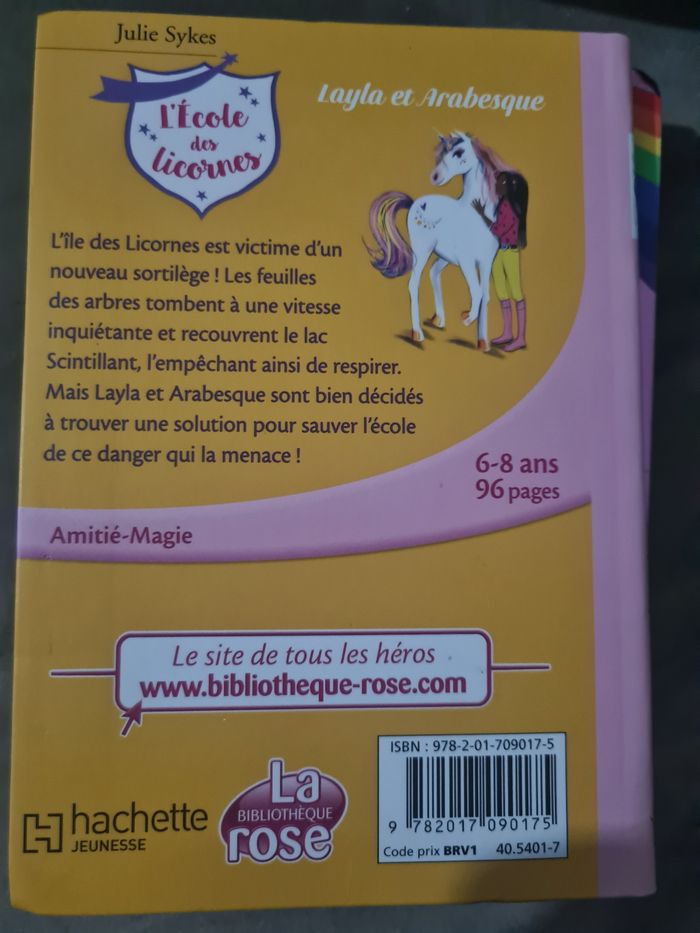 Julie Sykes
L'École
des
licornes
Layla et Arabesque
L'île des Licornes est victime d'un
nouveau sortilège ! Les feuilles
des arbres tombent à une vitesse
inquiétante et recouvrent le lac
Scintillant, l'empêchant ainsi de respirer.
Mais Layla et Arabesque sont bien décidés
à trouver une solution pour sauver l'école
de ce danger qui la menace !
6-8 ans
96 pages
Amitié-Magie
Le site de tous les héros
www.bibliotheque-rose.com
hachette
JEUNESSE
La
BIBLIOTHÈQUE
rose
ISBN : 978-2-01-709017-5
9 782017 090175
Code prix BRV1 40.5401-7